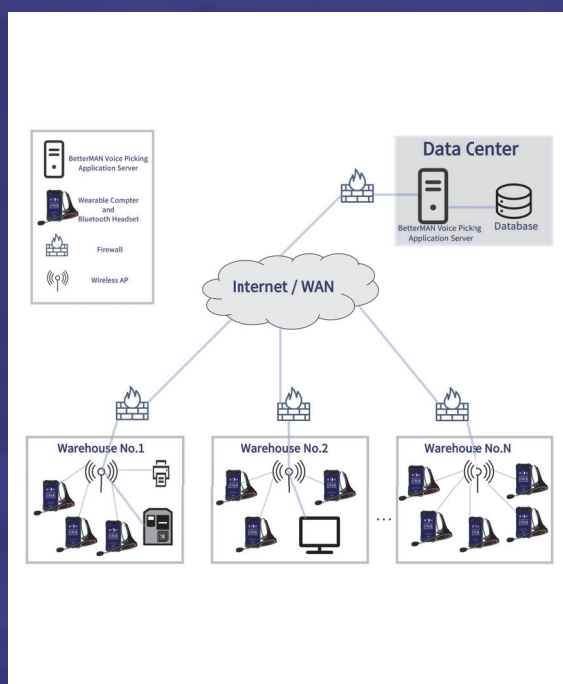 BetterMAN Voice Picking
Application Server
Wearable Compter
and
Bluetooth Headset
Firewall
Wireless AP
Data Center
BetterMAN Voice Picking
Application Server
Database
Internet / WAN
Warehouse No.1
Warehouse No.2
Warehouse No.N
...